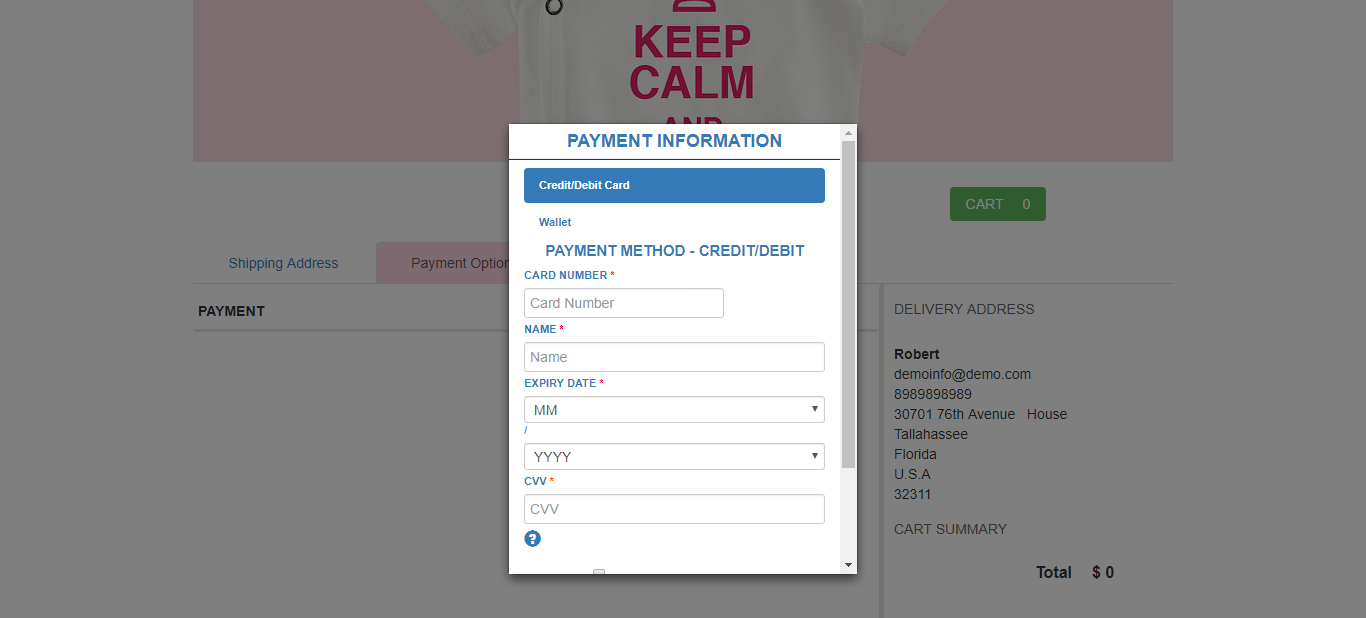 KEEP
CALM
AND
PAYMENT INFORMATION
Credit/Debit Card
Wallet
PAYMENT METHOD - CREDIT/DEBIT
CARD NUMBER *
Card Number
NAME *
Name
EXPIRY DATE *
MM
/
YYYY
CVV *
CVV
?
CART 0
Shipping Address
Payment Option
PAYMENT
DELIVERY ADDRESS
Robert
demoinfo@demo.com
8989898989
30701 76th Avenue House
Tallahassee
Florida
U.S.A
32311
CART SUMMARY
Total $ 0